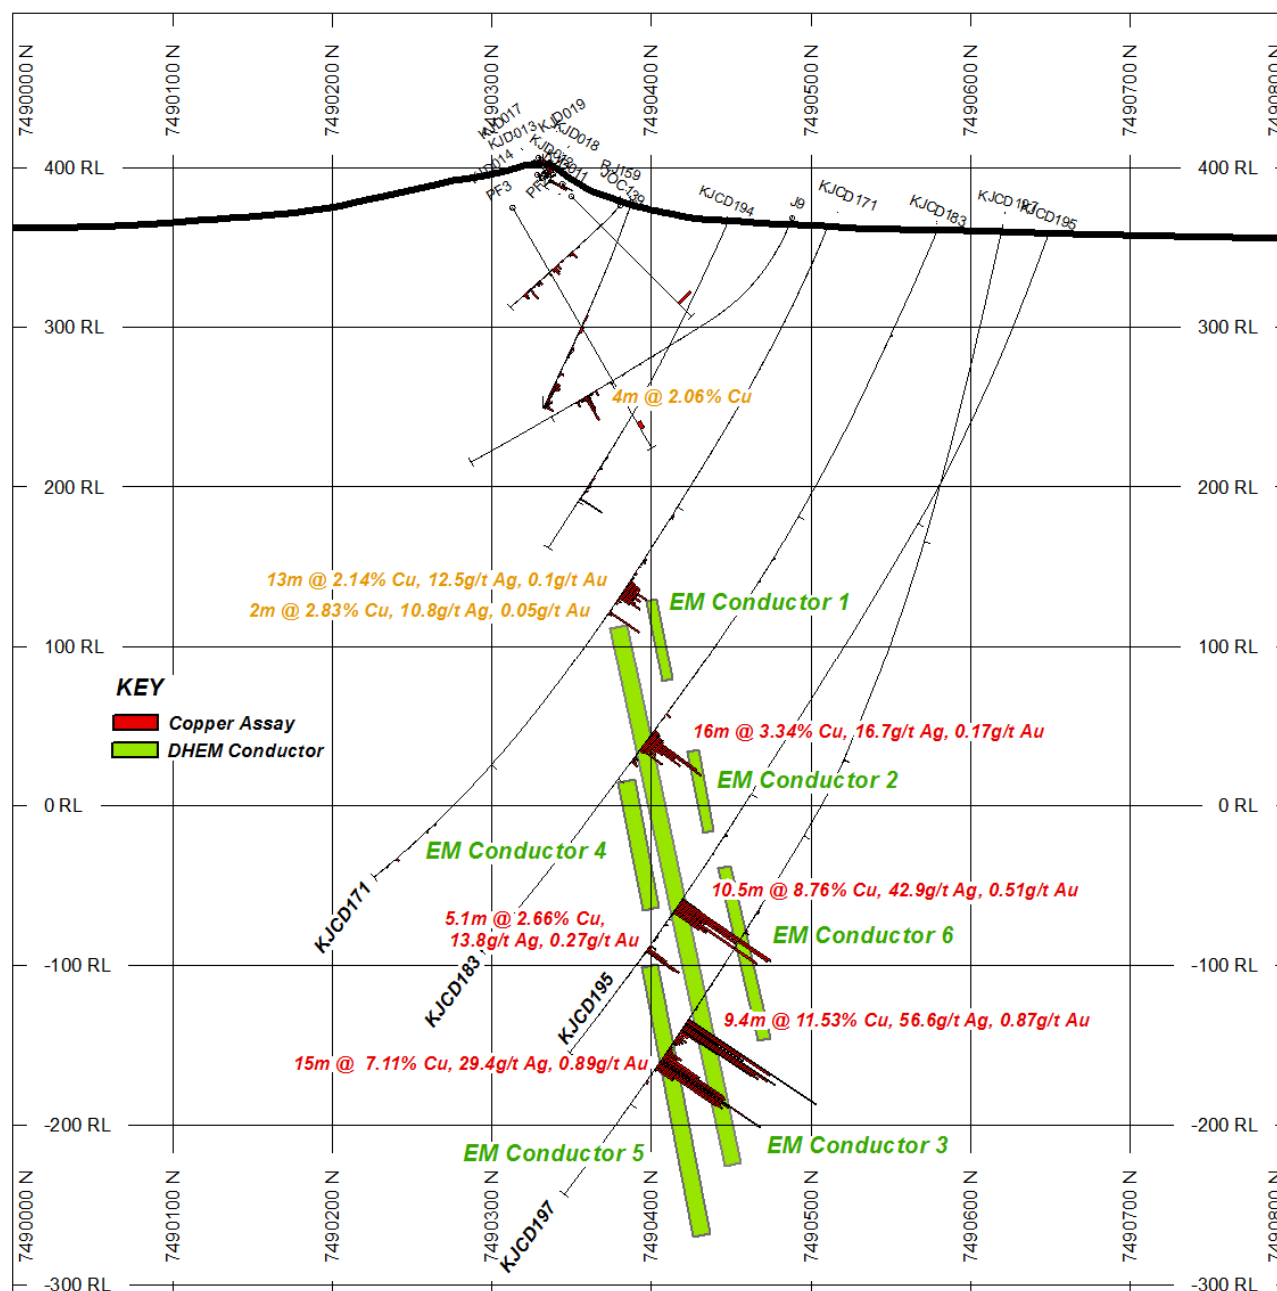 7490000 N
7490100 N
7490200 N
7490300 N
7490400 N
7490500 N
7490600 N
7490700 N
7490800 N
KJD017
KJD019
KJD013
KJD018
PF3
RJ159
JOC139
KJCD194
J9
KJCD171
KJCD183
KJCD197
KJCD195
400 RL
400 RL
300 RL
300 RL
4m @ 2.06% Cu
200 RL
200 RL
13m @ 2.14% Cu, 12.5g/t Ag, 0.1g/t Au
2m @ 2.83% Cu, 10.8g/t Ag, 0.05g/t Au
EM Conductor 1
100 RL
100 RL
KEY
Copper Assay
DHEM Conductor
16m @ 3.34% Cu, 16.7g/t Ag, 0.17g/t Au
EM Conductor 2
0 RL
0 RL
EM Conductor 4
10.5m @ 8.76% Cu, 42.9g/t Ag, 0.51g/t Au
KJCD171
5.1m @ 2.66% Cu,
13.8g/t Ag, 0.27g/t Au
EM Conductor 6
-100 RL
-100 RL
KJCD183
KJCD195
9.4m @ 11.53% Cu, 56.6g/t Ag, 0.87g/t Au
15m @ 7.11% Cu, 29.4g/t Ag, 0.89g/t Au
-200 RL
-200 RL
EM Conductor 5
EM Conductor 3
KJCD197
7490000 N
7490100 N
7490200 N
7490300 N
7490400 N
7490500 N
7490600 N
7490700 N
7490800 N
-300 RL
-300 RL